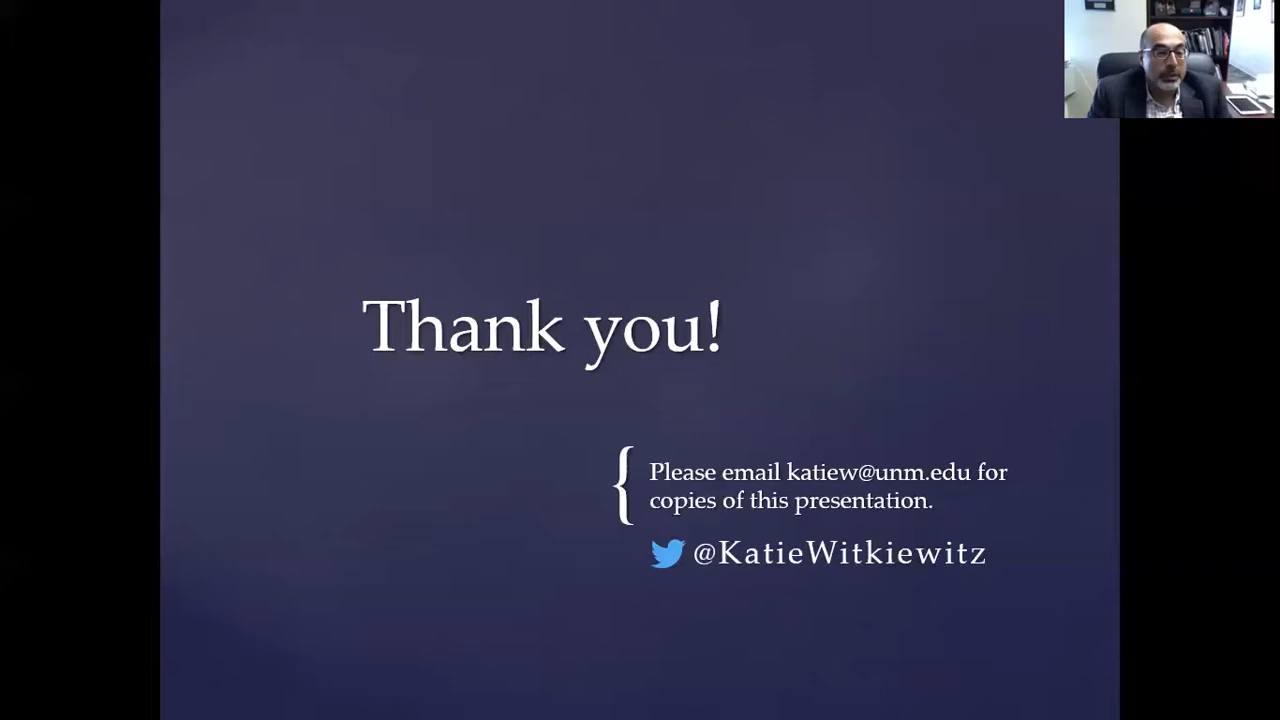 Thank you!
Please email katiew@unm.edu for
copies of this presentation.
@KatieWitkiewitz